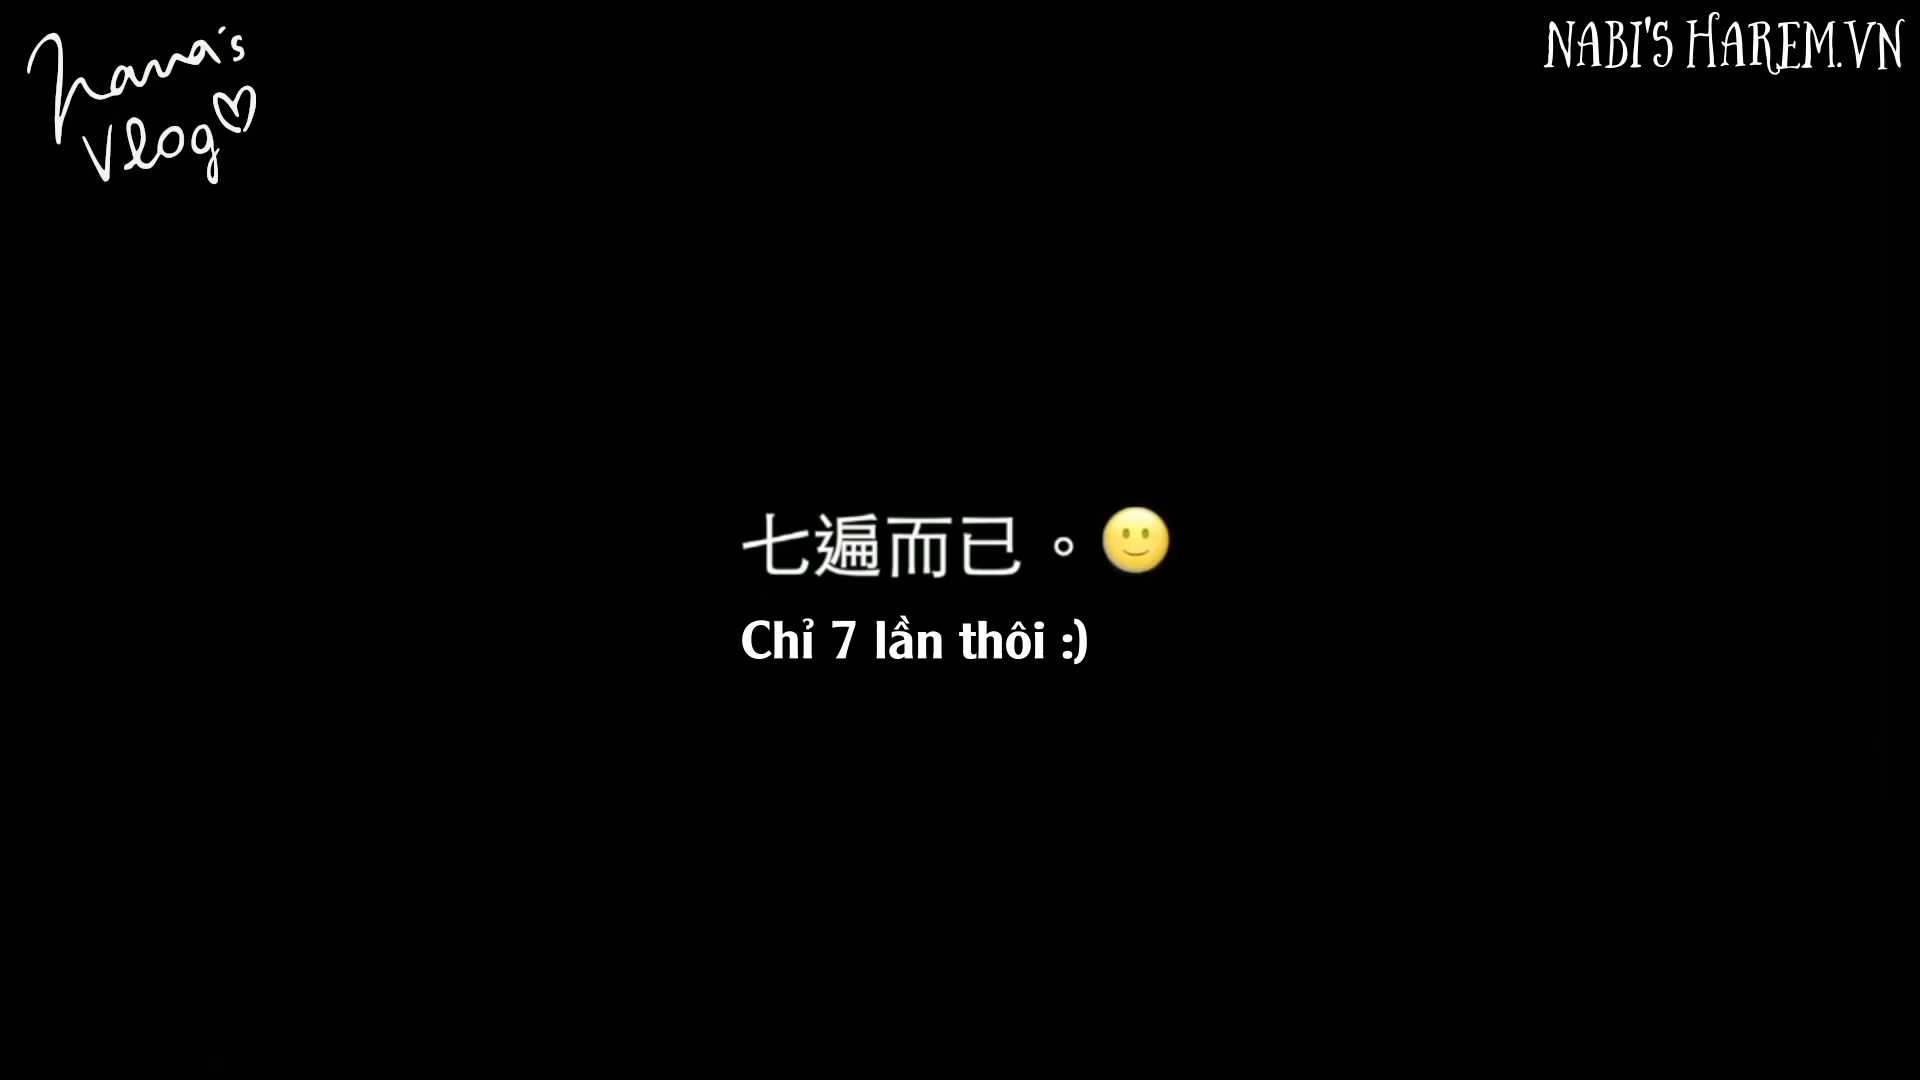 nana's
vlog♡
NABI'S HAREM.VN
七遍而已。🙂
Chỉ 7 lần thôi :)